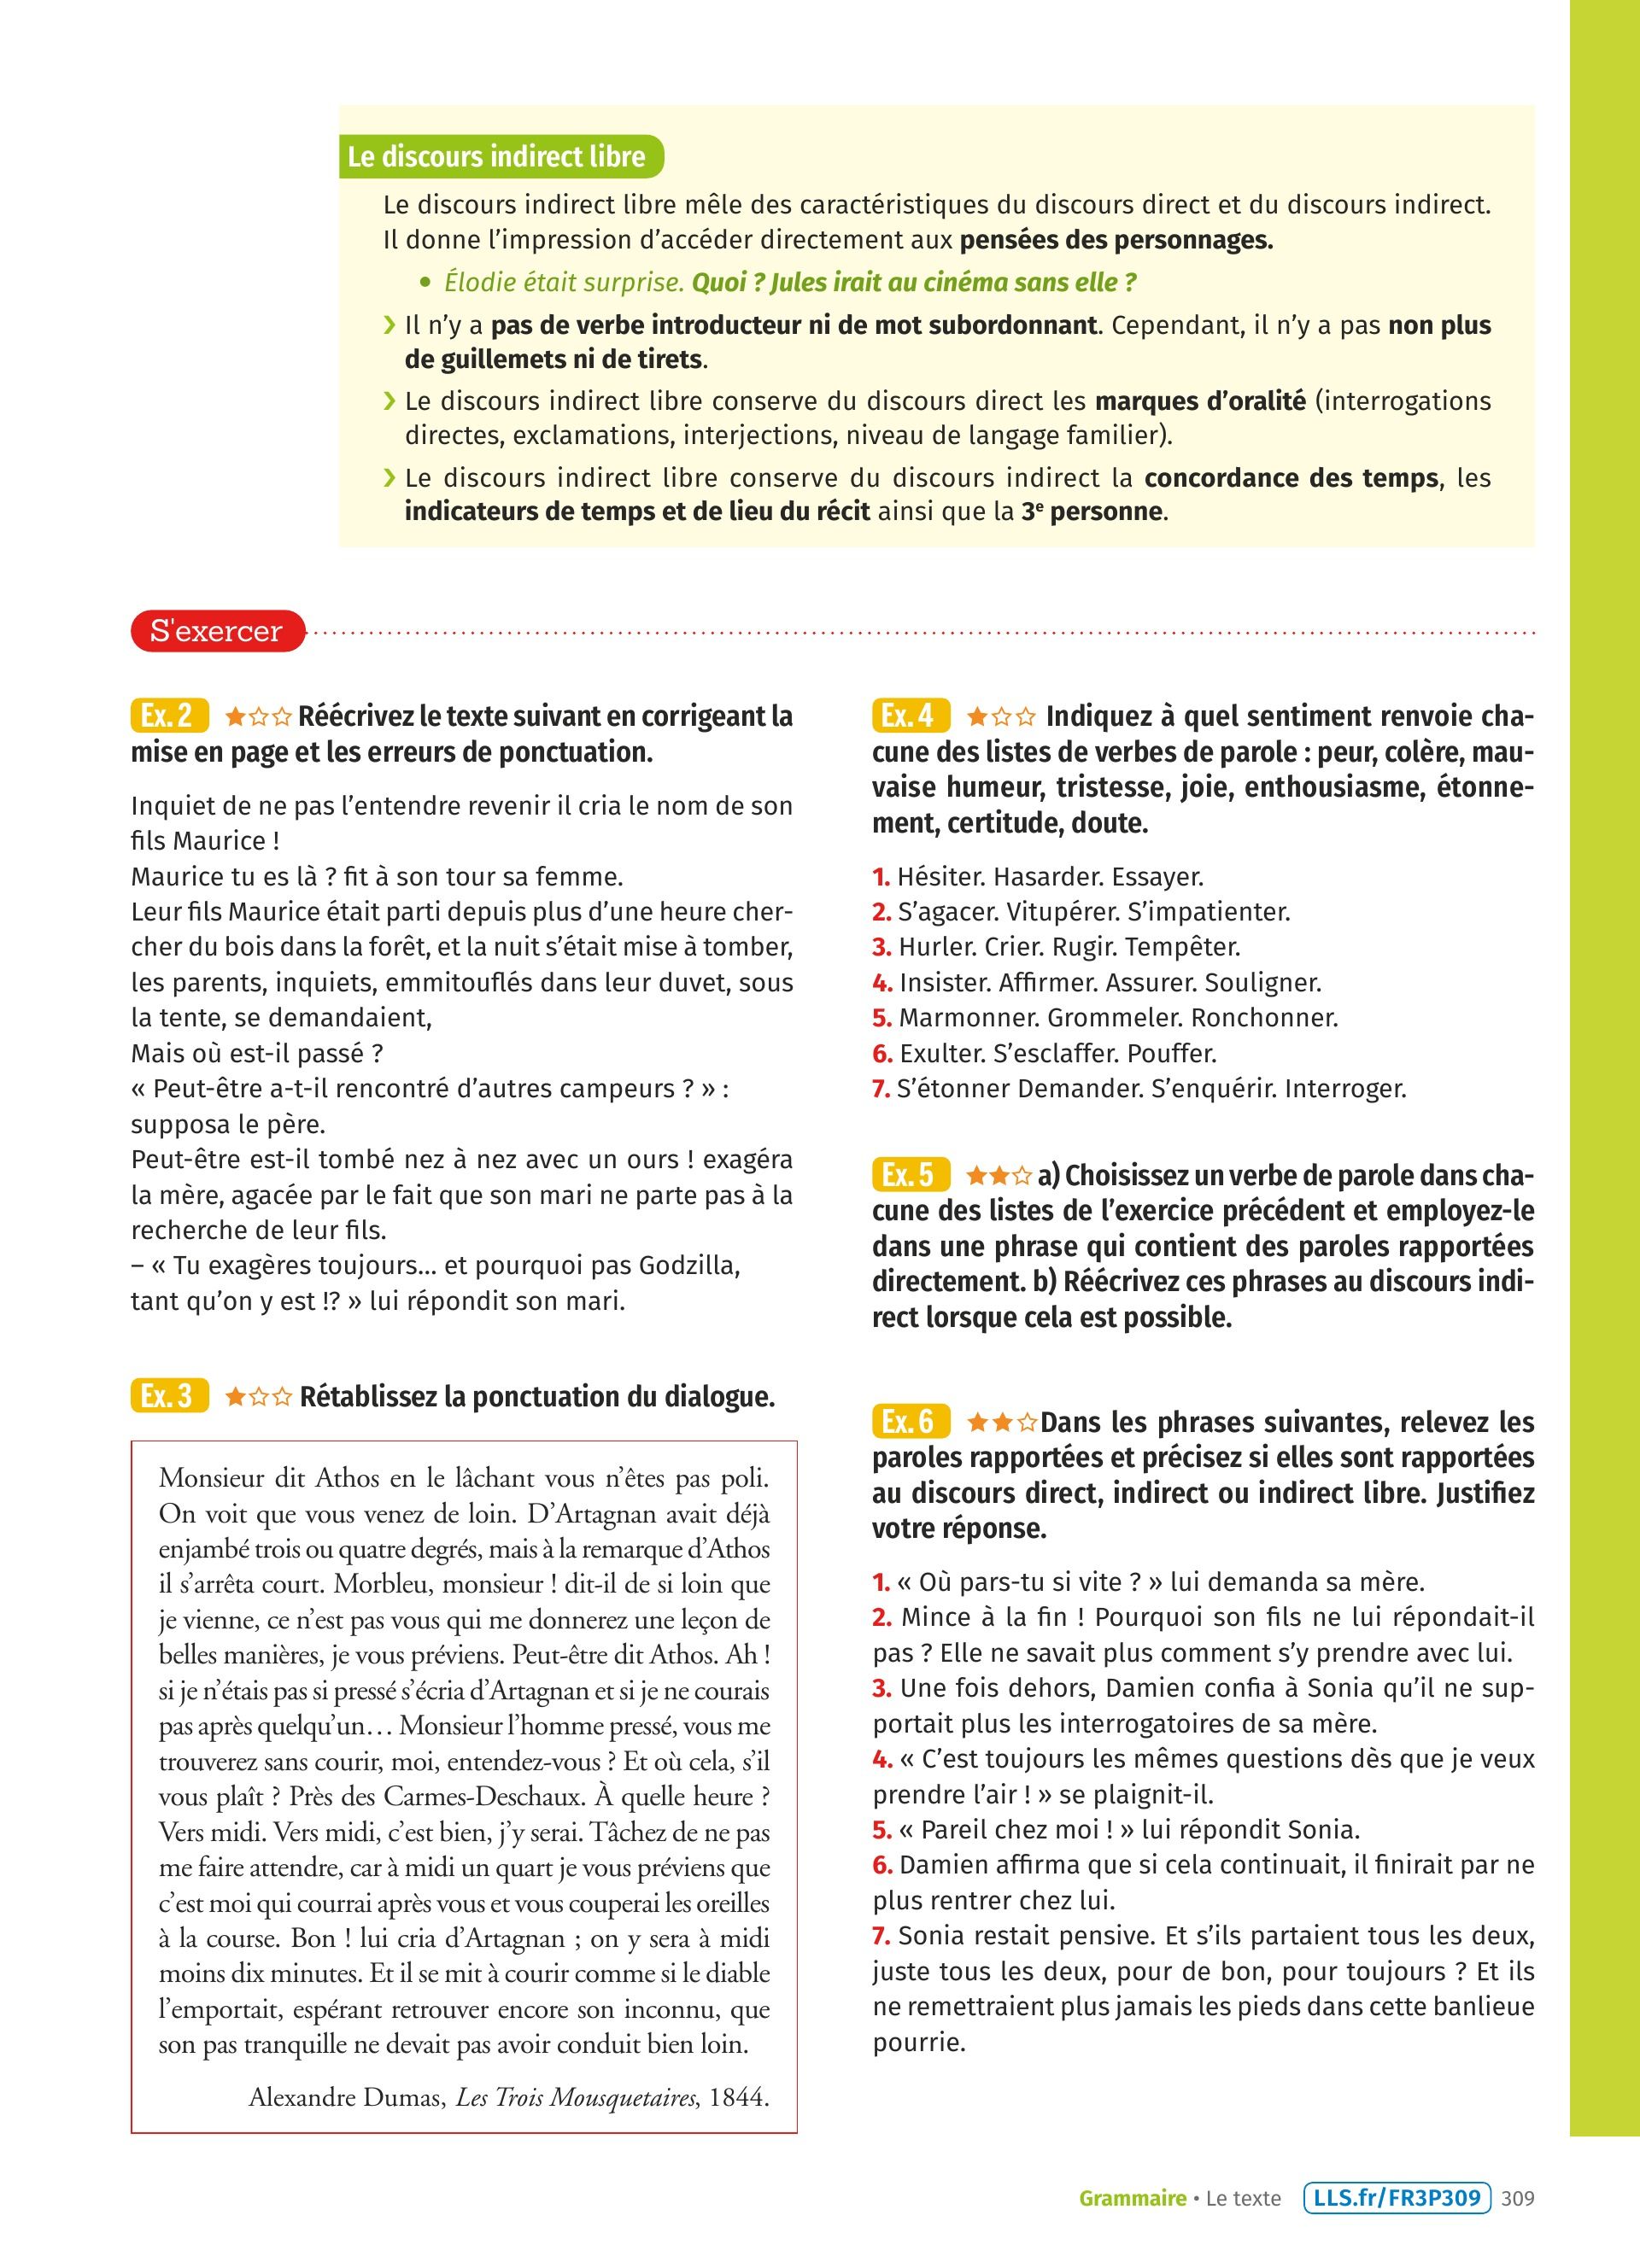 Le discours indirect libre
Le discours indirect libre mêle des caractéristiques du discours direct et du discours indirect.
Il donne l’impression d’accéder directement aux pensées des personnages.
• Élodie était surprise. Quoi ? Jules irait au cinéma sans elle ?
› Il n’y a pas de verbe introducteur ni de mot subordonnant. Cependant, il n’y a pas non plus
de guillemets ni de tirets.
› Le discours indirect libre conserve du discours direct les marques d’oralité (interrogations
directes, exclamations, interjections, niveau de langage familier).
› Le discours indirect libre conserve du discours indirect la concordance des temps, les
indicateurs de temps et de lieu du récit ainsi que la 3e personne.
S'exercer
Ex. 2 ★☆☆ Réécrivez le texte suivant en corrigeant la
mise en page et les erreurs de ponctuation.
Inquiet de ne pas l’entendre revenir il cria le nom de son
fils Maurice !
Maurice tu es là ? fit à son tour sa femme.
Leur fils Maurice était parti depuis plus d’une heure cher-
cher du bois dans la forêt, et la nuit s’était mise à tomber,
les parents, inquiets, emmitouflés dans leur duvet, sous
la tente, se demandaient,
Mais où est-il passé ?
« Peut-être a-t-il rencontré d’autres campeurs ? » :
supposa le père.
Peut-être est-il tombé nez à nez avec un ours ! exagéra
la mère, agacée par le fait que son mari ne parte pas à la
recherche de leur fils.
– « Tu exagères toujours… et pourquoi pas Godzilla,
tant qu’on y est !? » lui répondit son mari.
Ex. 3 ★☆☆ Rétablissez la ponctuation du dialogue.
Monsieur dit Athos en le lâchant vous n’êtes pas poli.
On voit que vous venez de loin. D’Artagnan avait déjà
enjambé trois ou quatre degrés, mais à la remarque d’Athos
il s’arrêta court. Morbleu, monsieur ! dit-il de si loin que
je vienne, ce n’est pas vous qui me donnerez une leçon de
belles manières, je vous préviens. Peut-être dit Athos. Ah !
si je n’étais pas si pressé s’écria d’Artagnan et si je ne courais
pas après quelqu’un… Monsieur l’homme pressé, vous me
trouverez sans courir, moi, entendez-vous ? Et où cela, s’il
vous plaît ? Près des Carmes-Deschaux. À quelle heure ?
Vers midi. Vers midi, c’est bien, j’y serai. Tâchez de ne pas
me faire attendre, car à midi un quart je vous préviens que
c’est moi qui courrai après vous et vous couperai les oreilles
à la course. Bon ! lui cria d’Artagnan ; on y sera à midi
moins dix minutes. Et il se mit à courir comme si le diable
l’emportait, espérant retrouver encore son inconnu, que
son pas tranquille ne devait pas avoir conduit bien loin.
Alexandre Dumas, Les Trois Mousquetaires, 1844.
Ex. 4 ★☆☆ Indiquez à quel sentiment renvoie cha-
cune des listes de verbes de parole : peur, colère, mau-
vaise humeur, tristesse, joie, enthousiasme, étonne-
ment, certitude, doute.
1. Hésiter. Hasarder. Essayer.
2. S’agacer. Vitupérer. S’impatienter.
3. Hurler. Crier. Rugir. Tempêter.
4. Insister. Affirmer. Assurer. Souligner.
5. Marmonner. Grommeler. Ronchonner.
6. Exulter. S’esclaffer. Pouffer.
7. S’étonner Demander. S’enquérir. Interroger.
Ex. 5 ★★☆ a) Choisissez un verbe de parole dans cha-
cune des listes de l’exercice précédent et employez-le
dans une phrase qui contient des paroles rapportées
directement. b) Réécrivez ces phrases au discours indi-
rect lorsque cela est possible.
Ex. 6 ★★☆Dans les phrases suivantes, relevez les
paroles rapportées et précisez si elles sont rapportées
au discours direct, indirect ou indirect libre. Justifiez
votre réponse.
1. « Où pars-tu si vite ? » lui demanda sa mère.
2. Mince à la fin ! Pourquoi son fils ne lui répondait-il
pas ? Elle ne savait plus comment s’y prendre avec lui.
3. Une fois dehors, Damien confia à Sonia qu’il ne sup-
portait plus les interrogatoires de sa mère.
4. « C’est toujours les mêmes questions dès que je veux
prendre l’air ! » se plaignit-il.
5. « Pareil chez moi ! » lui répondit Sonia.
6. Damien affirma que si cela continuait, il finirait par ne
plus rentrer chez lui.
7. Sonia restait pensive. Et s’ils partaient tous les deux,
juste tous les deux, pour de bon, pour toujours ? Et ils
ne remettraient plus jamais les pieds dans cette banlieue
pourrie.
Grammaire • Le texte LLS.fr/FR3P309 309